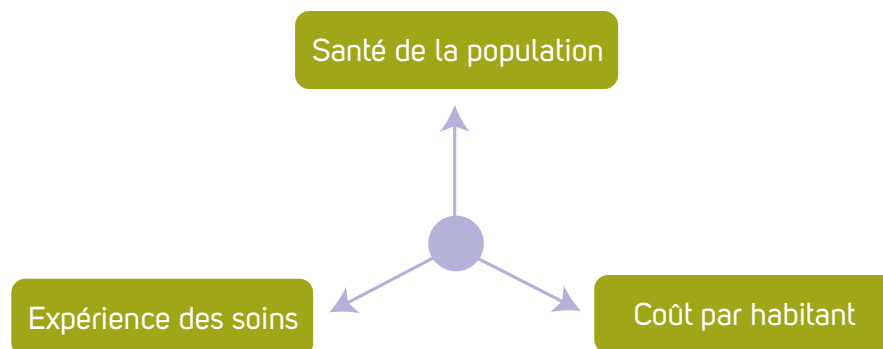 Santé de la population
Expérience des soins
Coût par habitant